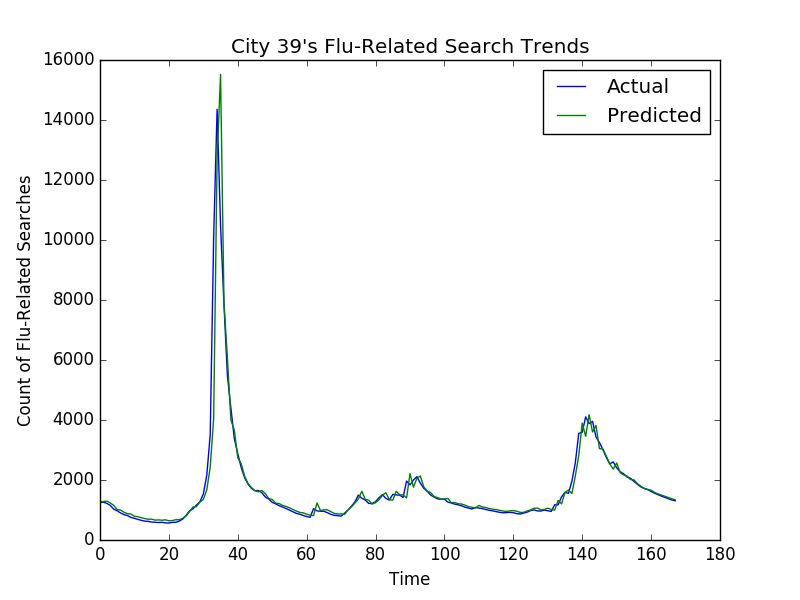 City 39's Flu-Related Search Trends
16000
14000
12000
10000
8000
6000
4000
2000
0
Count of Flu-Related Searches
Actual
Predicted
0 20 40 60 80 100 120 140 160 180
Time